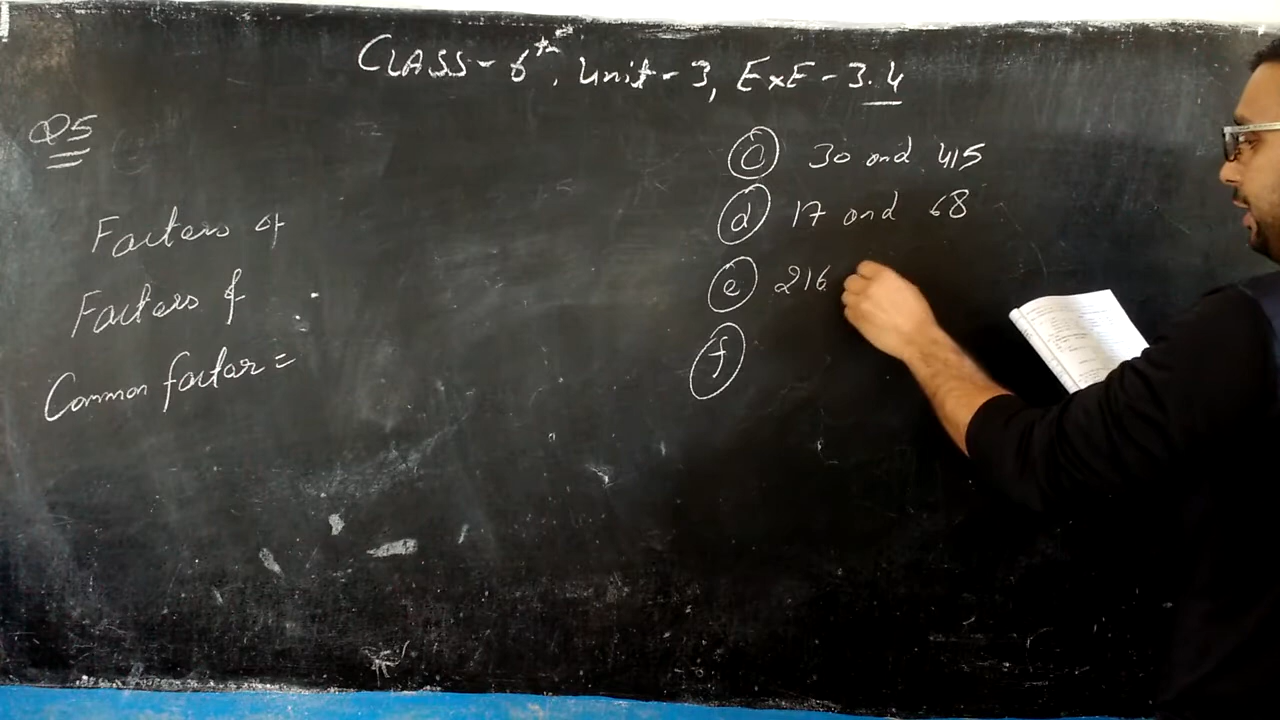 CLASS-6th, Unit-3, ExE-3.4
Q5
Factors of
Factors of
Common factor =
(c) 30 and 415
(d) 17 and 68
(e) 216
(f)